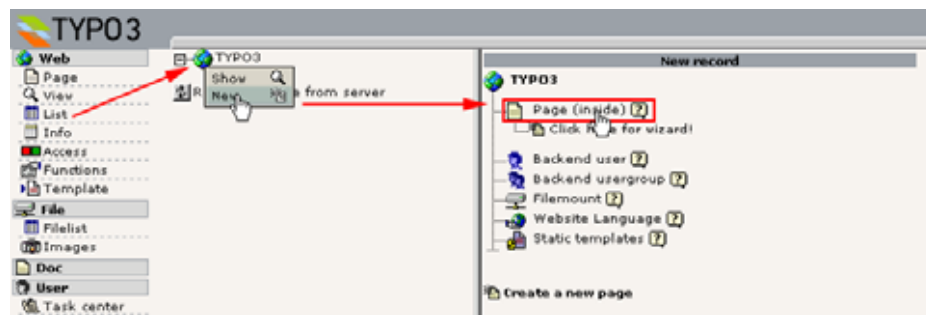 TYPO3
Web
Page
View
List
Info
Access
Functions
Template
File
Filelist
Images
Doc
User
Task center
TYPO3
Show
New
R e from server
New record
TYPO3
Page (inside)
Click for wizard!
Backend user
Backend usergroup
Filemount
Website Language
Static templates
Create a new page